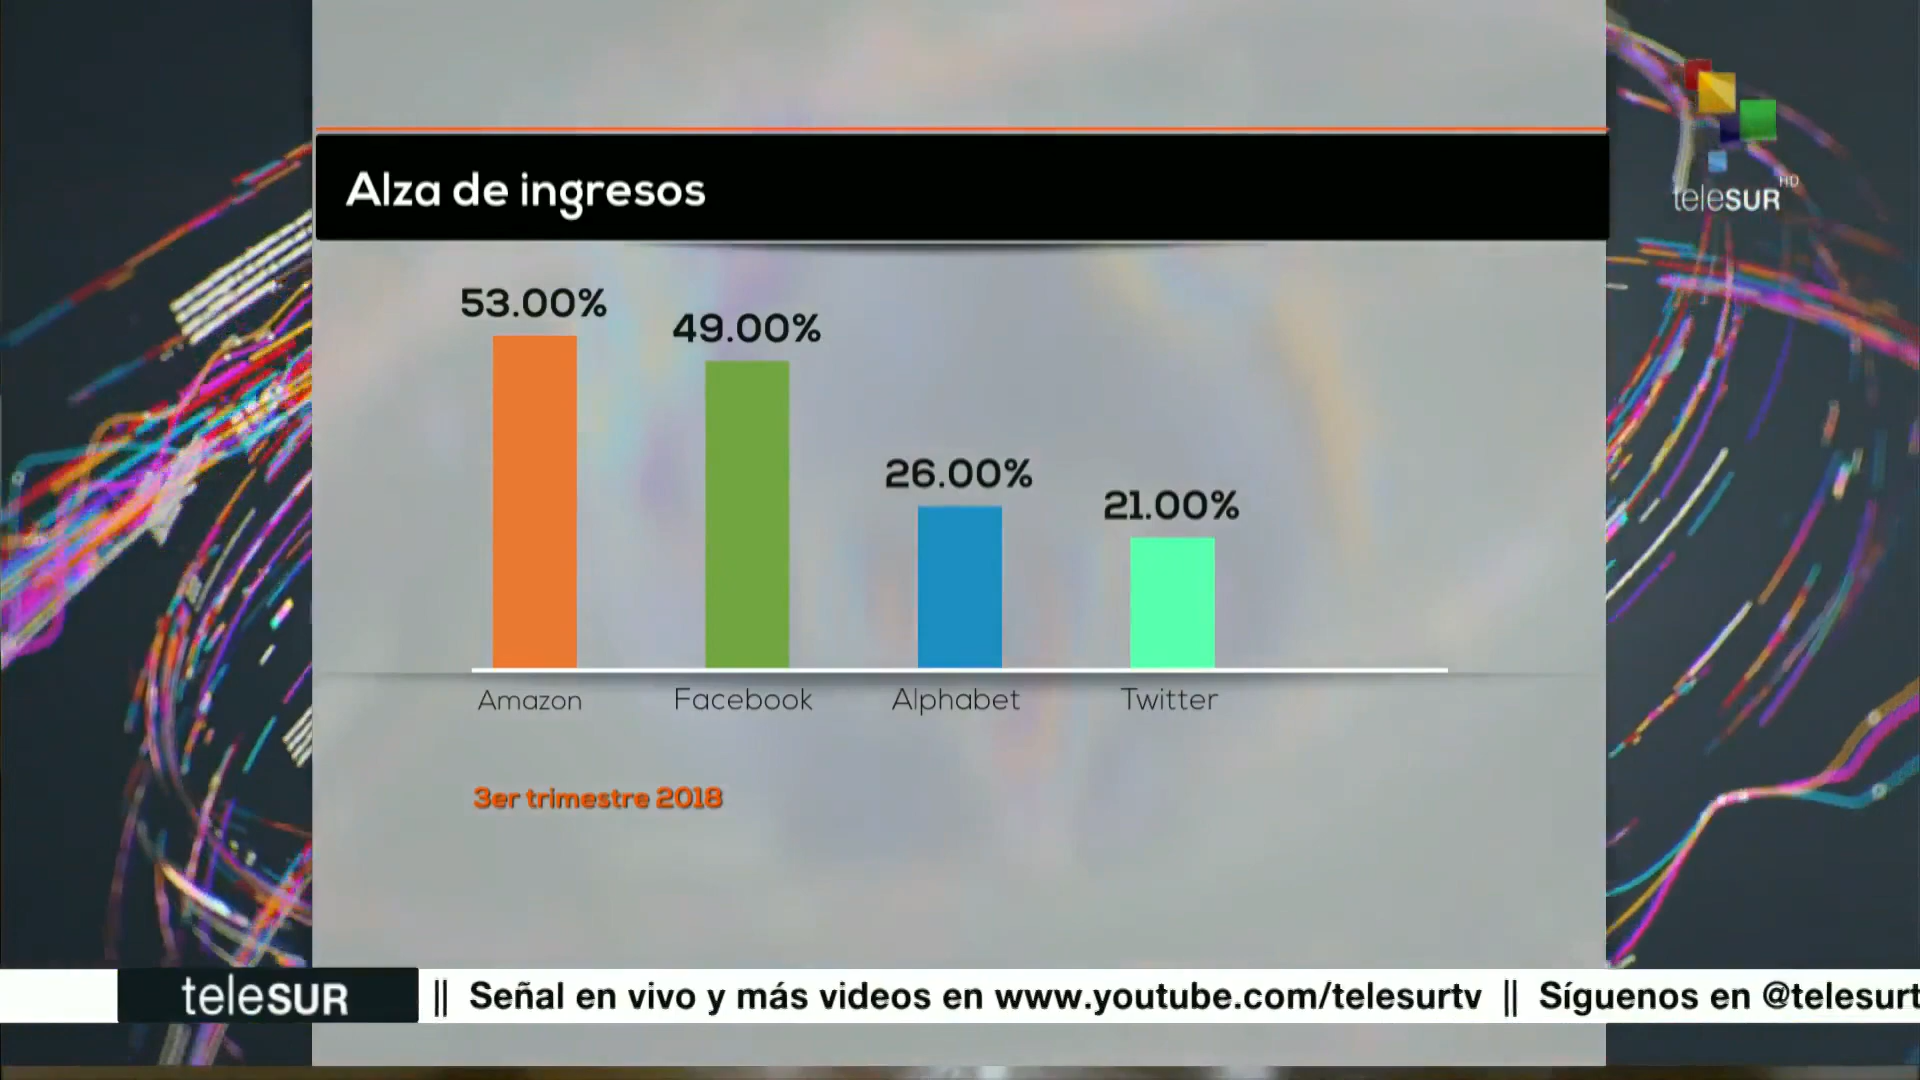 Alza de ingresos
HD
teleSUR
53.00%
49.00%
26.00%
21.00%
Amazon
Facebook
Alphabet
Twitter
3er trimestre 2018
teleSUR
|| Señal en vivo y más videos en www.youtube.com/telesurtv || Síguenos en @telesurt